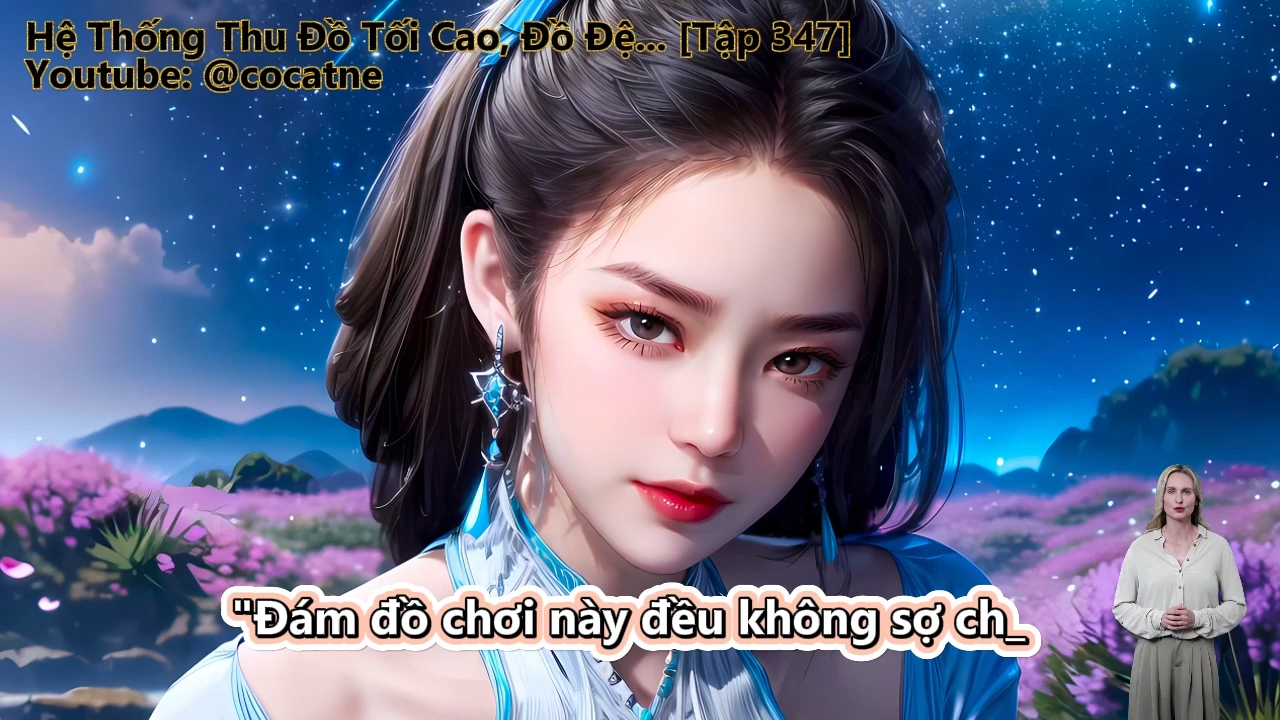 Hệ Thống Thu Đồ Tối Cao, Đồ Đệ... [Tập 347]
Youtube: @cocatne
"Đám đồ chơi này đều không sợ ch_